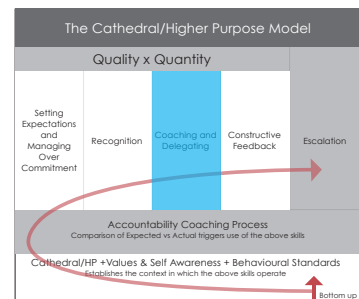 The Cathedral/Higher Purpose Model
Quality x Quantity
Setting
Expectations
and
Managing
Over
Commitment
Recognition
Coaching and
Delegating
Constructive
Feedback
Escalation
Accountability Coaching Process
Comparison of Expected vs Actual triggers use of the above skills
Cathedral/HP +Values & Self Awareness + Behavioural Standards
Establishes the context in which the above skills operate
Bottom up